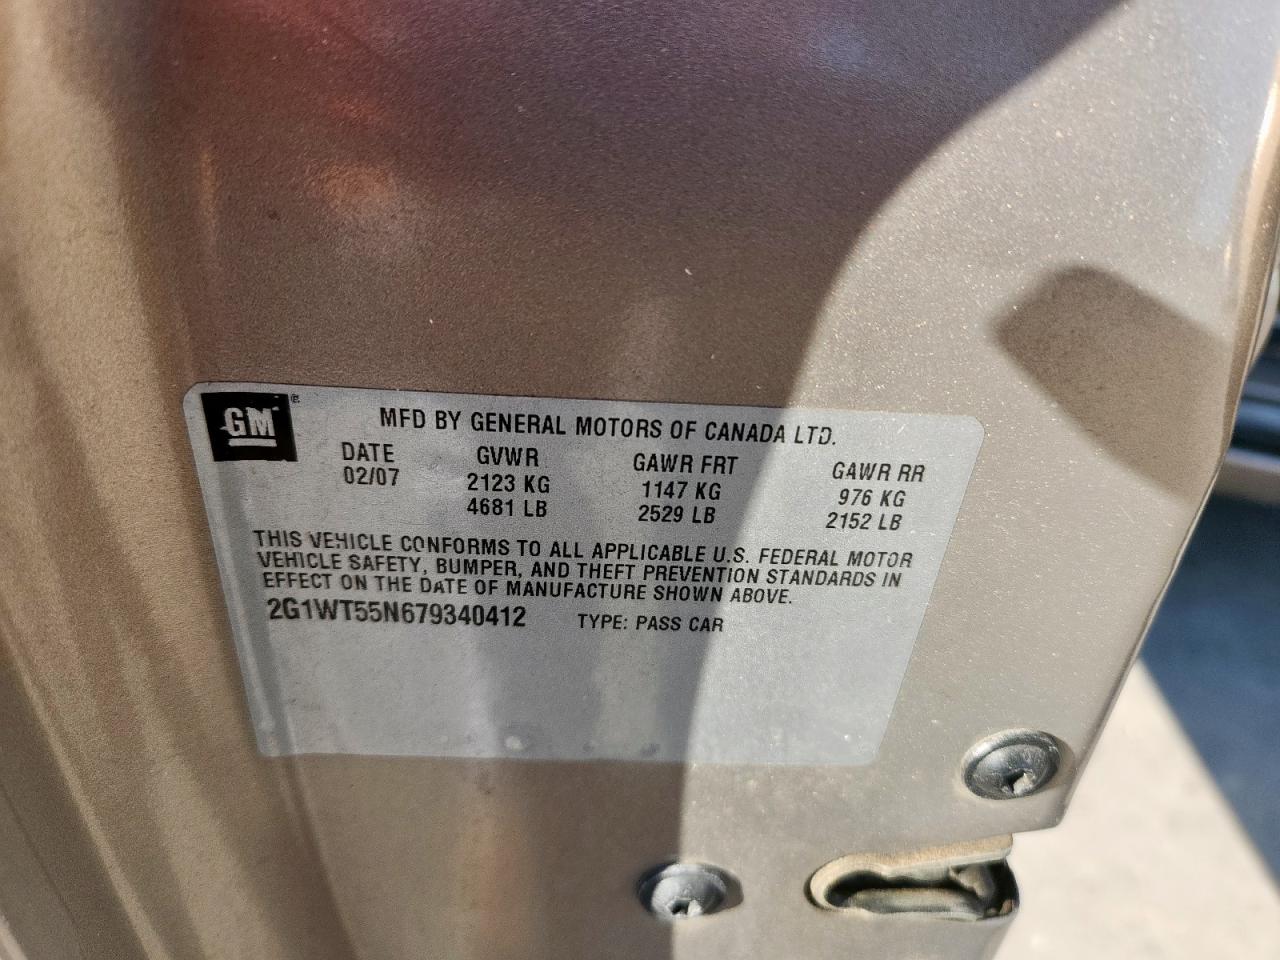 GM®
MFD BY GENERAL MOTORS OF CANADA LTD.
DATE GVWR GAWR FRT GAWR RR
02/07 2123 KG 1147 KG 976 KG
4681 LB 2529 LB 2152 LB
THIS VEHICLE CONFORMS TO ALL APPLICABLE U.S. FEDERAL MOTOR
VEHICLE SAFETY, BUMPER, AND THEFT PREVENTION STANDARDS IN
EFFECT ON THE DATE OF MANUFACTURE SHOWN ABOVE.
2G1WT55N679340412 TYPE: PASS CAR